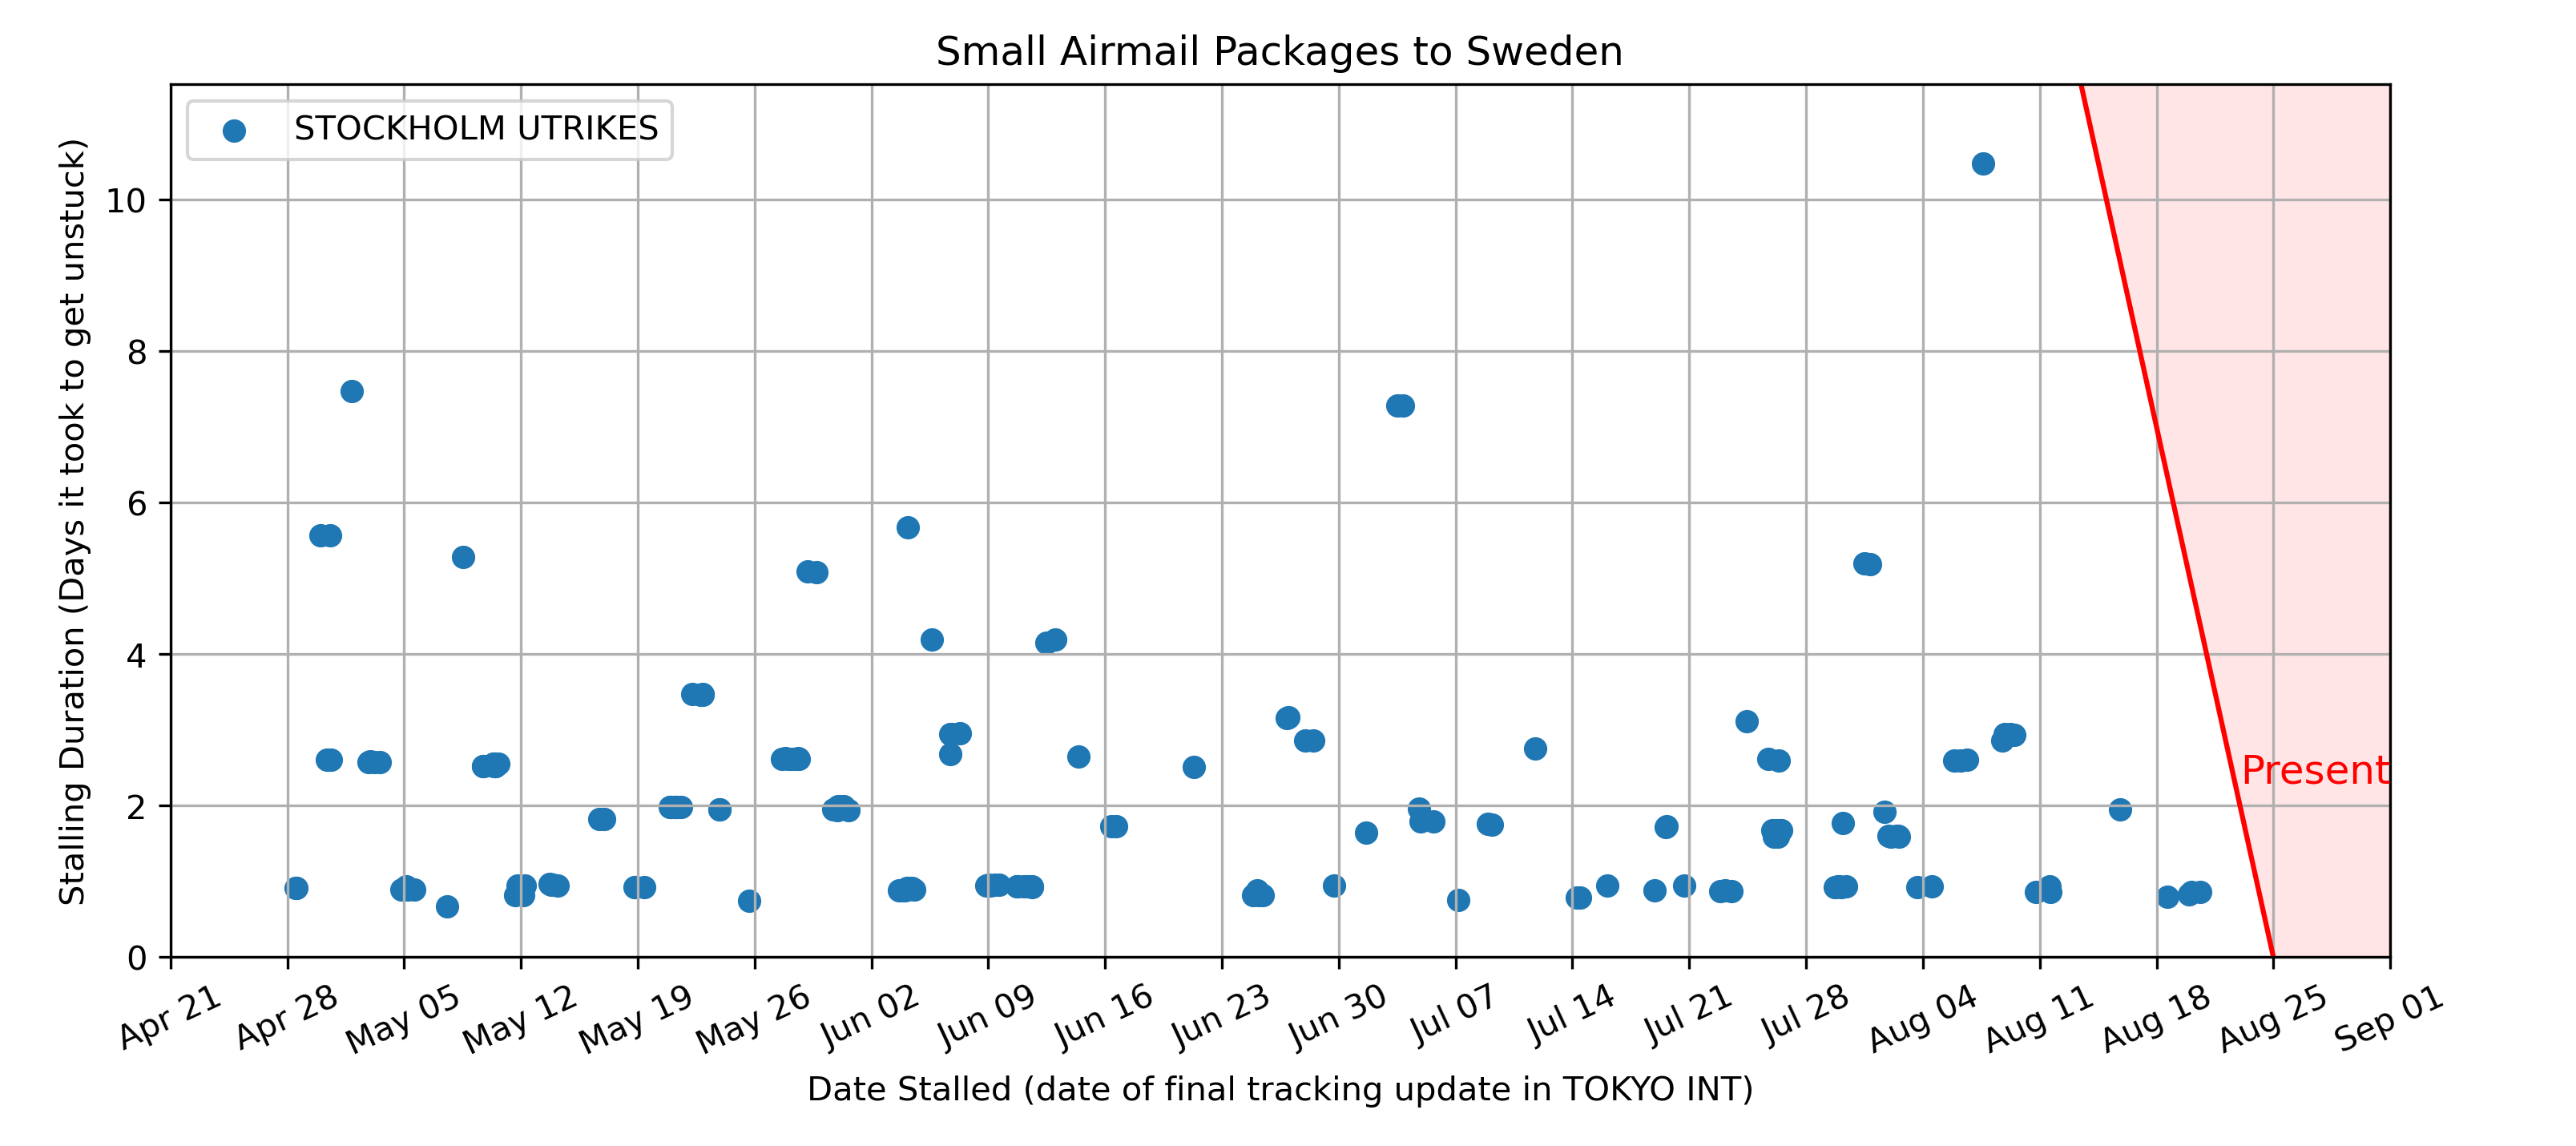 Small Airmail Packages to Sweden
STOCKHOLM UTRIKES
Stalling Duration (Days it took to get unstuck)
10
8
6
4
2
0
Present
Apr 21
Apr 28
May 05
May 12
May 19
May 26
Jun 02
Jun 09
Jun 16
Jun 23
Jun 30
Jul 07
Jul 14
Jul 21
Jul 28
Aug 04
Aug 11
Aug 18
Aug 25
Sep 01
Date Stalled (date of final tracking update in TOKYO INT)